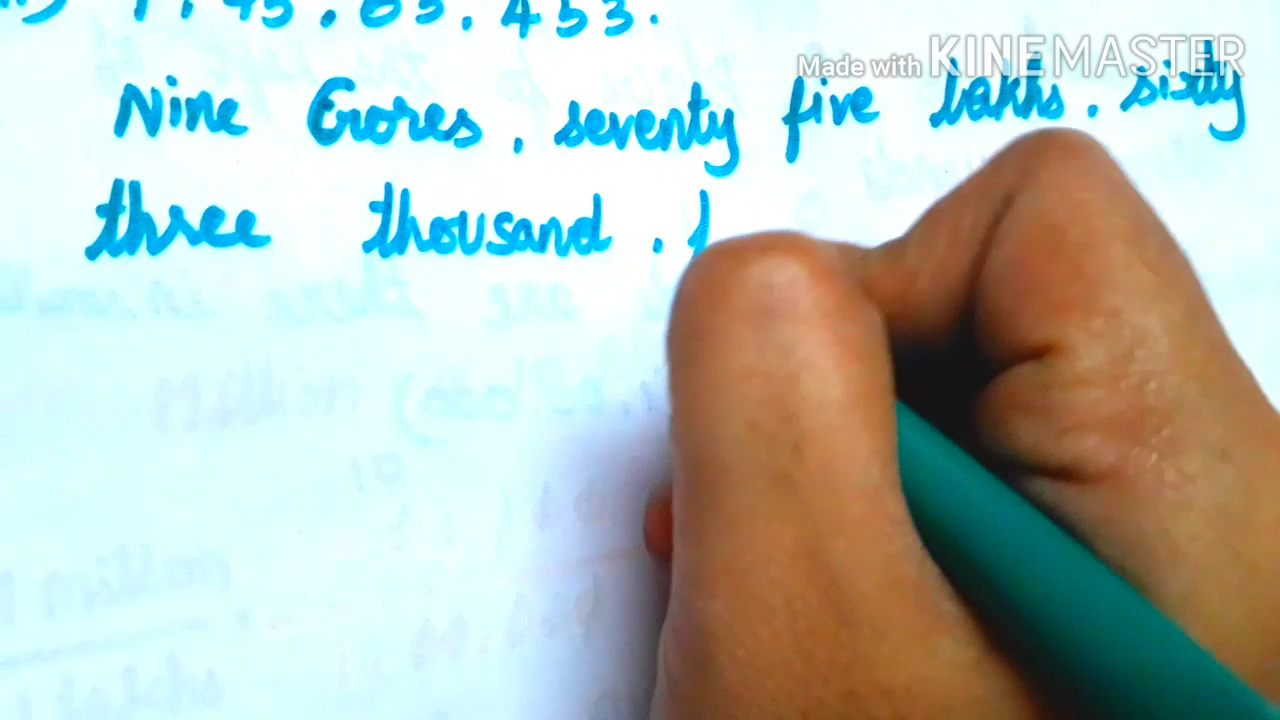 Made with KINEMASTER
Nine Crores, seventy five lakhs, sixty
three thousand,